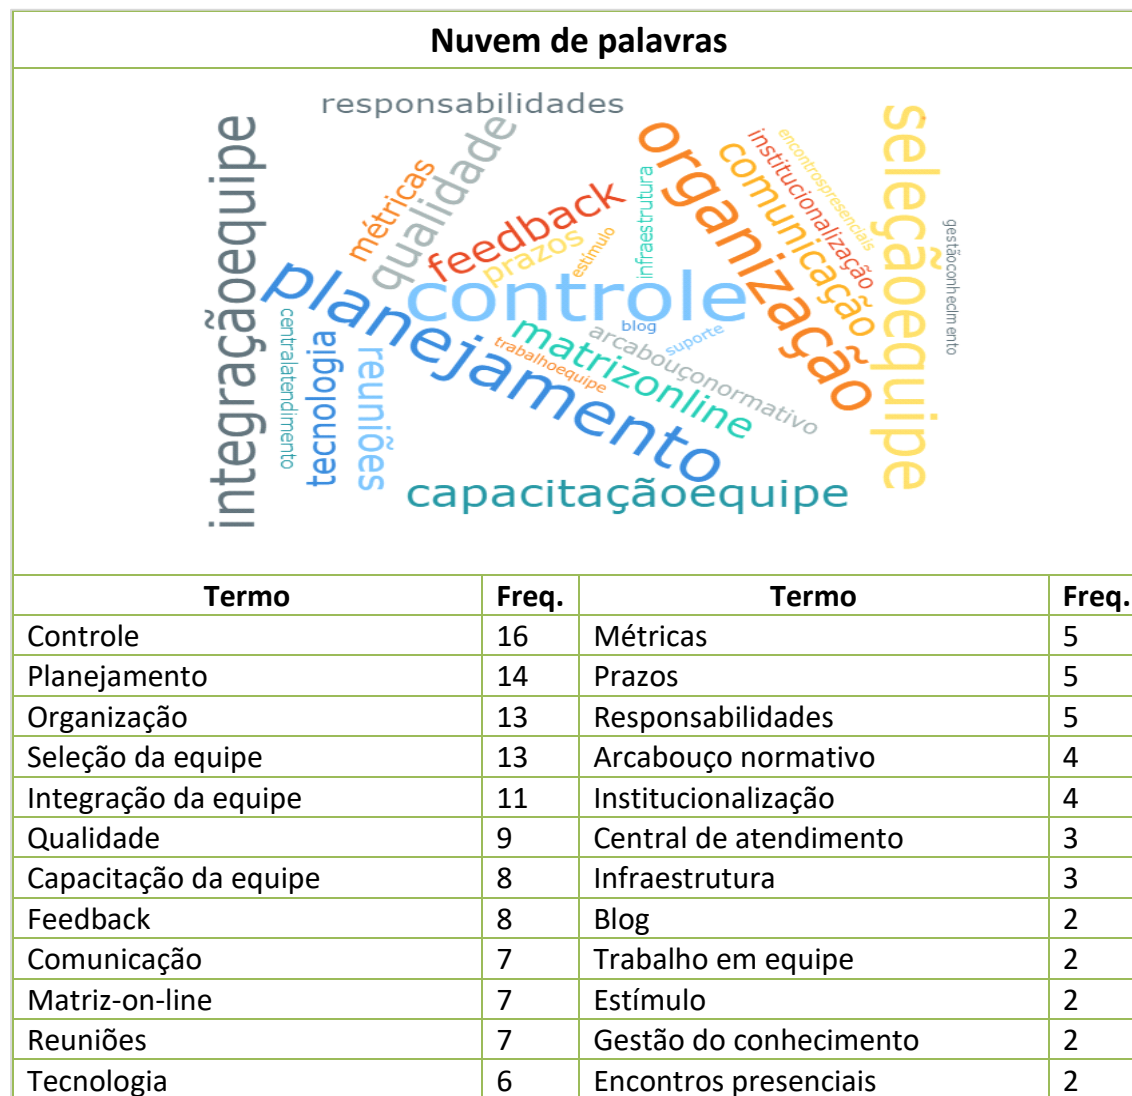 Nuvem de palavras
responsabilidades
integraçãoequipe
qualidade
métricas
feedback
prazos
estímulo
infraestrutura
organização
comunicação
institucionalização
encontrospresenciais
seleçãoequipe
gestãoconhecimento
planejamento
controle
blog
suporte
matrizonline
arcabouçonormativo
trabalhoequipe
centralatendimento
tecnologia
reuniões
capacitaçãoequipe
Termo Freq. Termo Freq.
Controle 16 Métricas 5
Planejamento 14 Prazos 5
Organização 13 Responsabilidades 5
Seleção da equipe 13 Arcabouço normativo 4
Integração da equipe 11 Institucionalização 4
Qualidade 9 Central de atendimento 3
Capacitação da equipe 8 Infraestrutura 3
Feedback 8 Blog 2
Comunicação 7 Trabalho em equipe 2
Matriz-on-line 7 Estímulo 2
Reuniões 7 Gestão do conhecimento 2
Tecnologia 6 Encontros presenciais 2